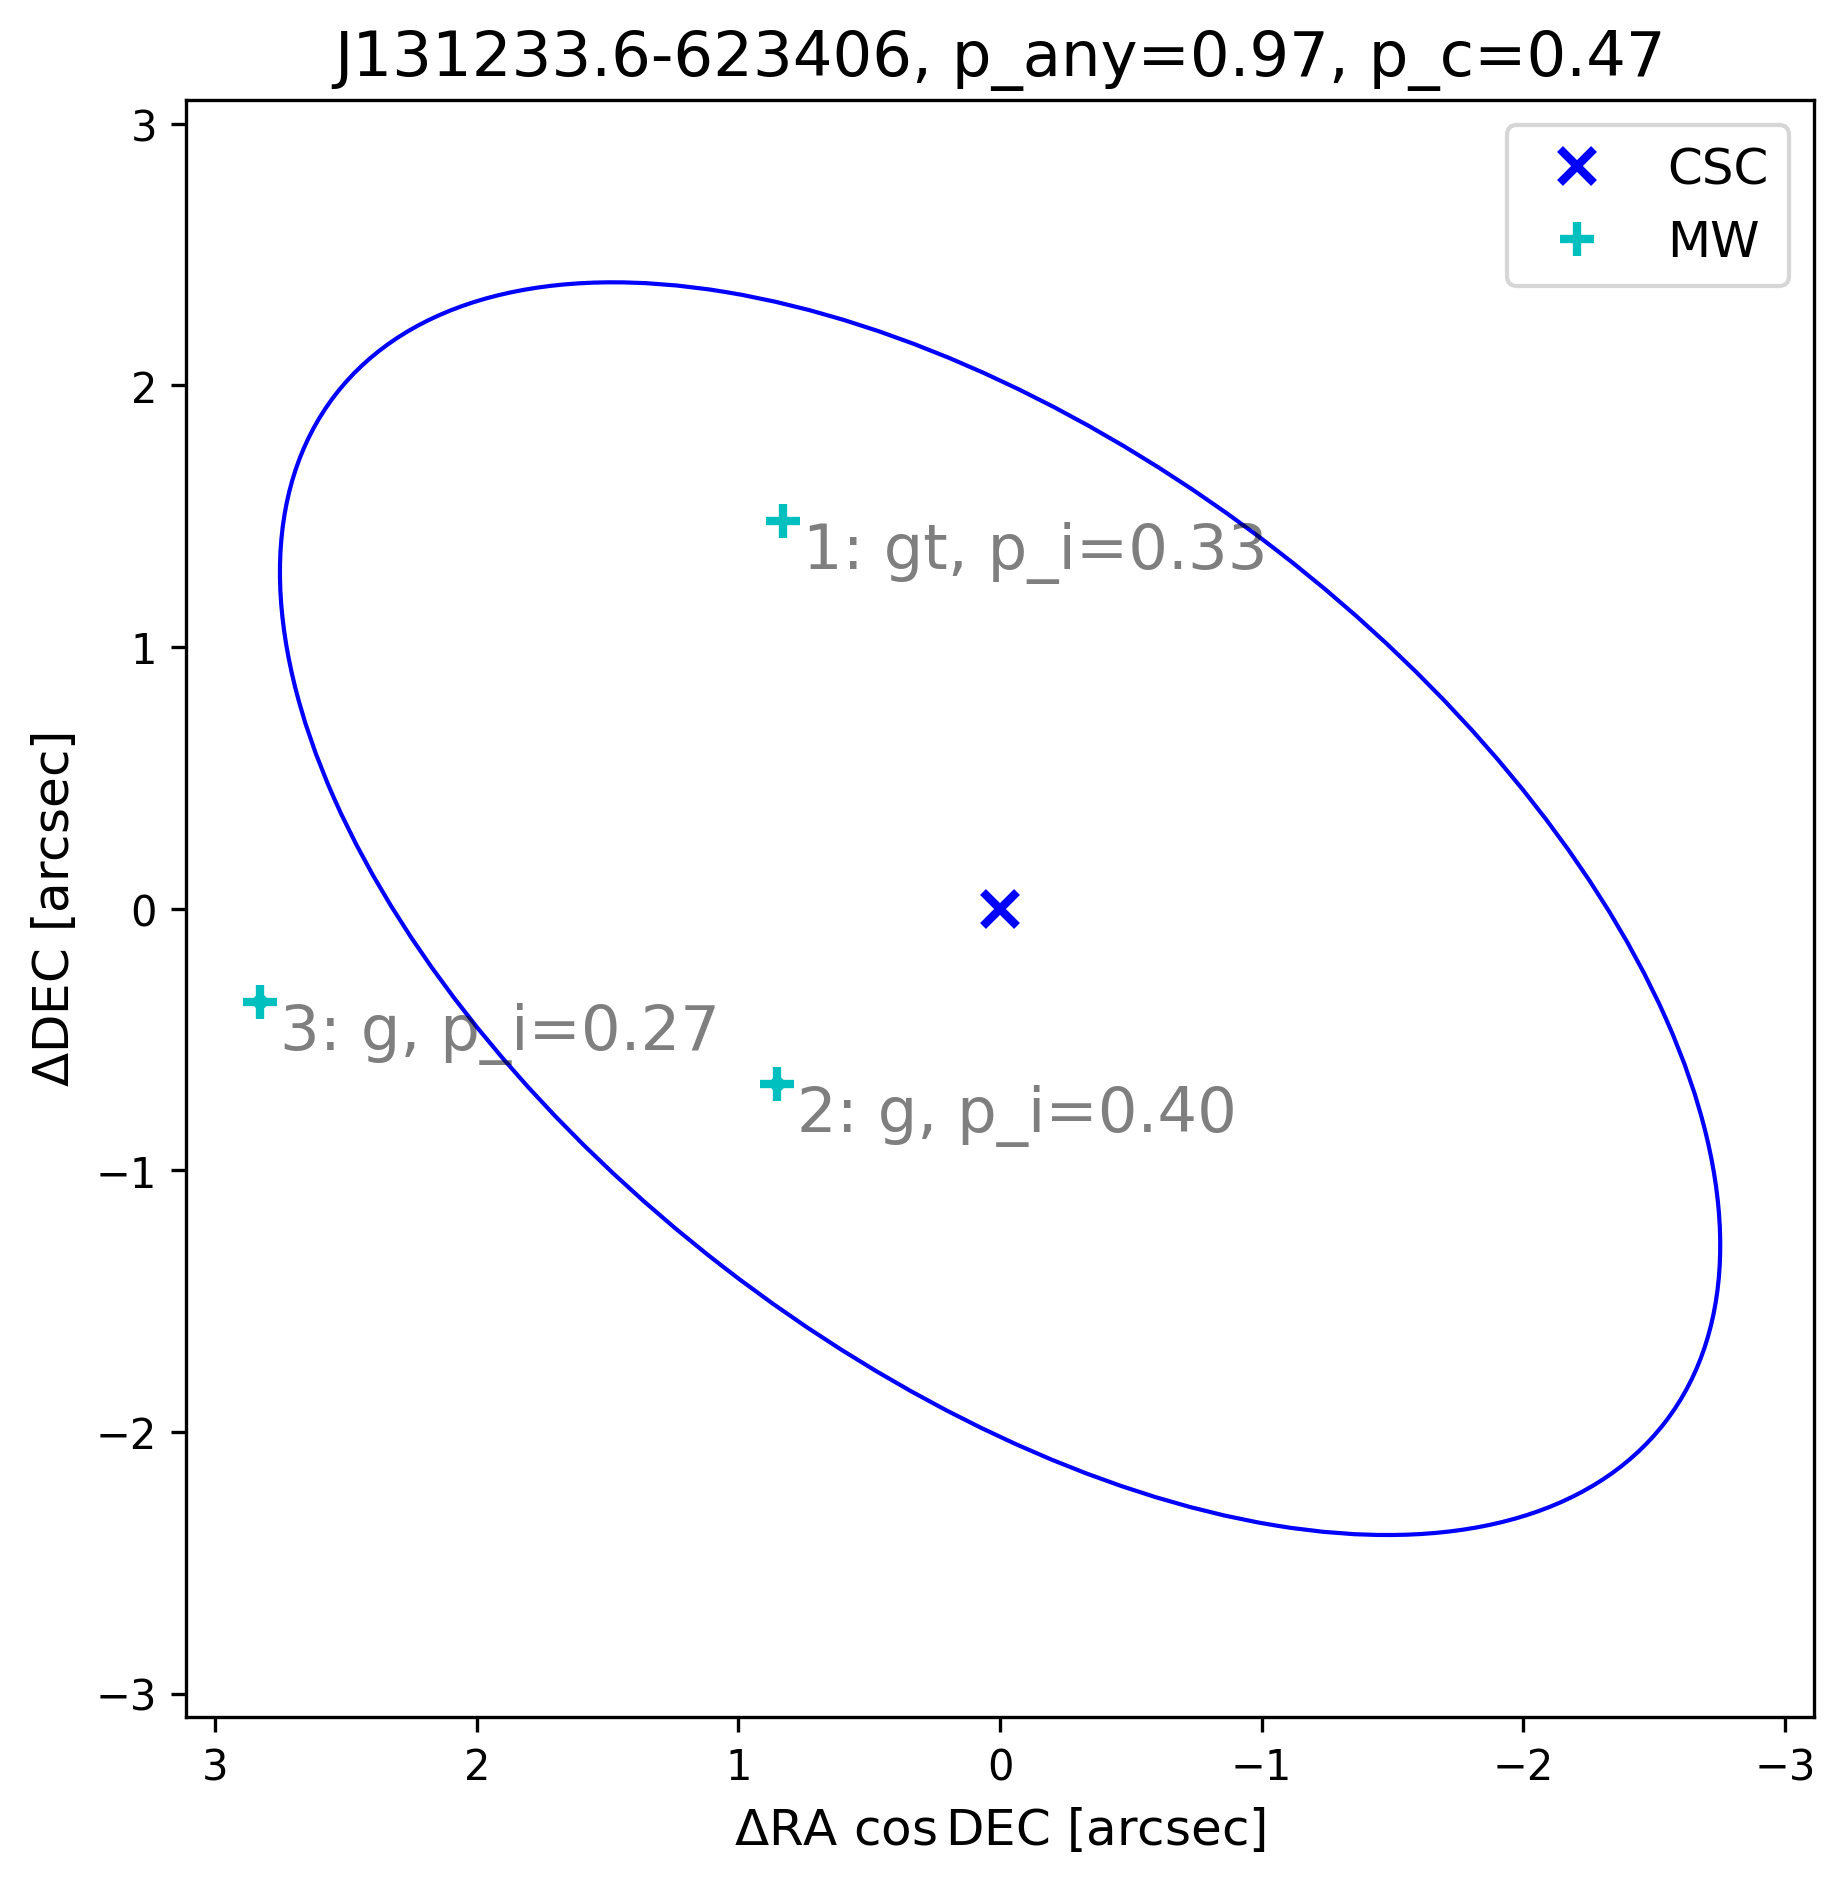 J131233.6-623406, p_any=0.97, p_c=0.47
CSC
MW
3
2
1
0
−1
−2
−3
ΔDEC [arcsec]
1: gt, p_i=0.33
3: g, p_i=0.27
2: g, p_i=0.40
3 2 1 0 −1 −2 −3
ΔRA cos DEC [arcsec]